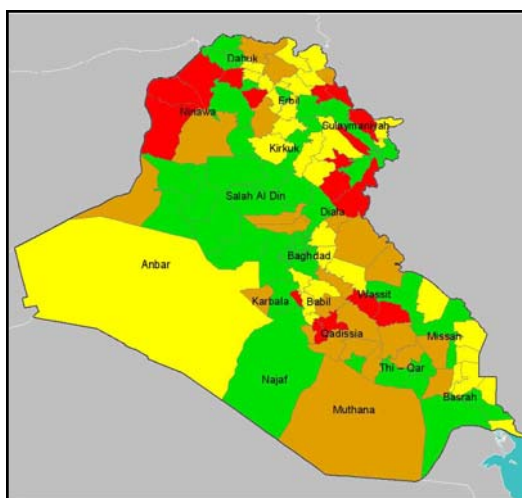 Dahuk
Ninawa
Erbil
Sulaymaniyah
Kirkuk
Salah Al Din
Diala
Baghdad
Anbar
Wassit
Karbala
Babil
Qadissia
Missan
Thi – Qar
Najaf
Basrah
Muthana